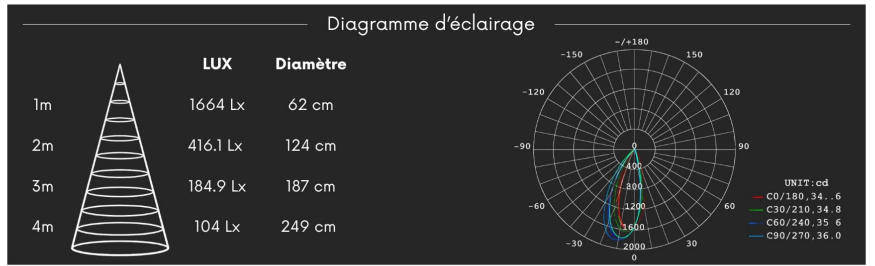 Diagramme d'éclairage
LUX Diamètre
1m 1664 Lx 62 cm
2m 416.1 Lx 124 cm
3m 184.9 Lx 187 cm
4m 104 Lx 249 cm
-/+180
-150 150
-120 120
-90 90
-60 60
-30 30
0
0
400
800
1200
1600
2000
UNIT:cd
C0/180,34..6
C30/210,34.8
C60/240,35 6
C90/270,36.0